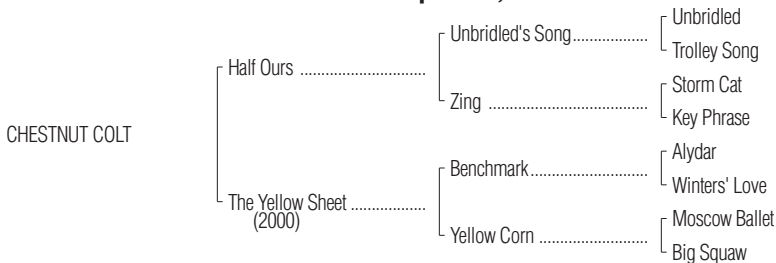 Unbridled
Unbridled's Song.................
Trolley Song
Half Ours ..............................
Storm Cat
Zing ......................................
Key Phrase
CHESTNUT COLT
Alydar
Benchmark............................
Winters' Love
The Yellow Sheet ..................
(2000)
Moscow Ballet
Yellow Corn ..........................
Big Squaw